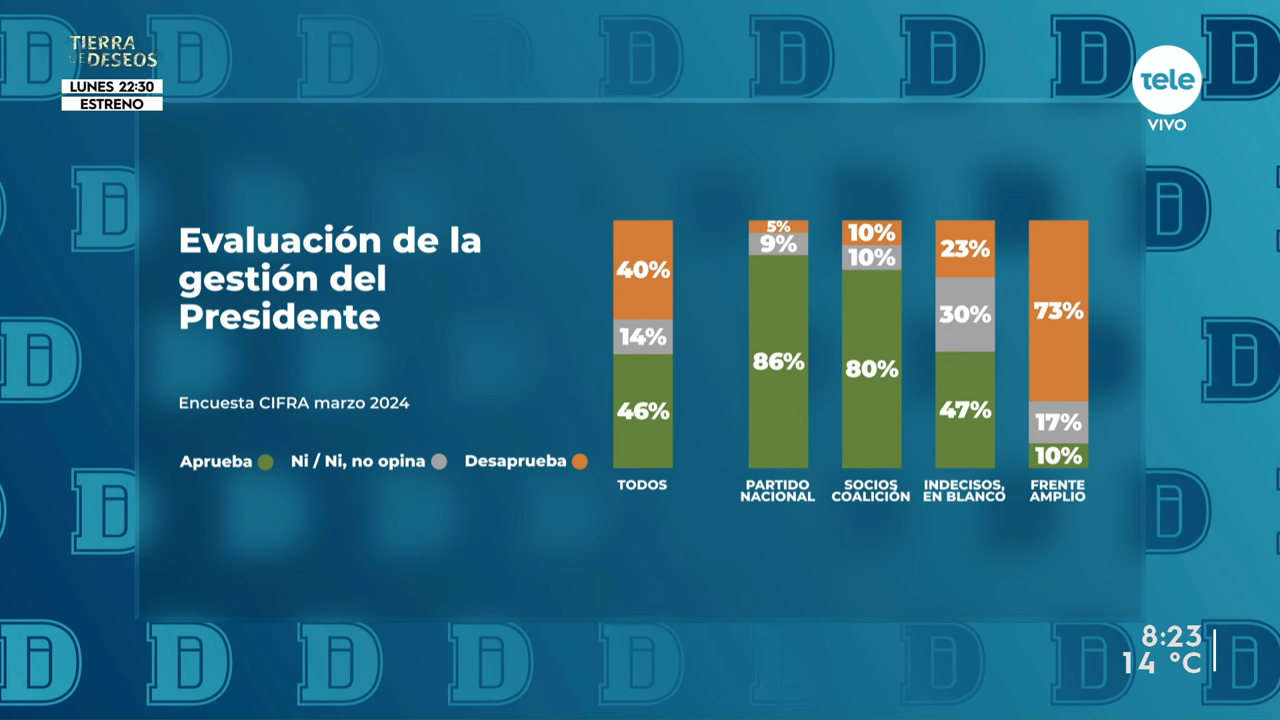 TIERRA
DE DESEOS
LUNES 22:30
ESTRENO
tele
VIVO
Evaluación de la
gestión del
Presidente
Encuesta CIFRA marzo 2024
Aprueba
Ni / Ni, no opina
Desaprueba
40%
14%
46%
TODOS
5%
9%
86%
PARTIDO
NACIONAL
10%
10%
80%
SOCIOS
COALICIÓN
23%
30%
47%
INDECISOS,
EN BLANCO
73%
17%
10%
FRENTE
AMPLIO
8:23
14 °C